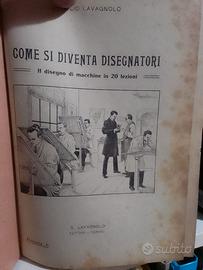 LAVAGNOLO
COME SI DIVENTA DISEGNATORI
Il disegno di macchine in 20 lezioni
S. LAVAGNOLO
EDITORE - TORINO
subito